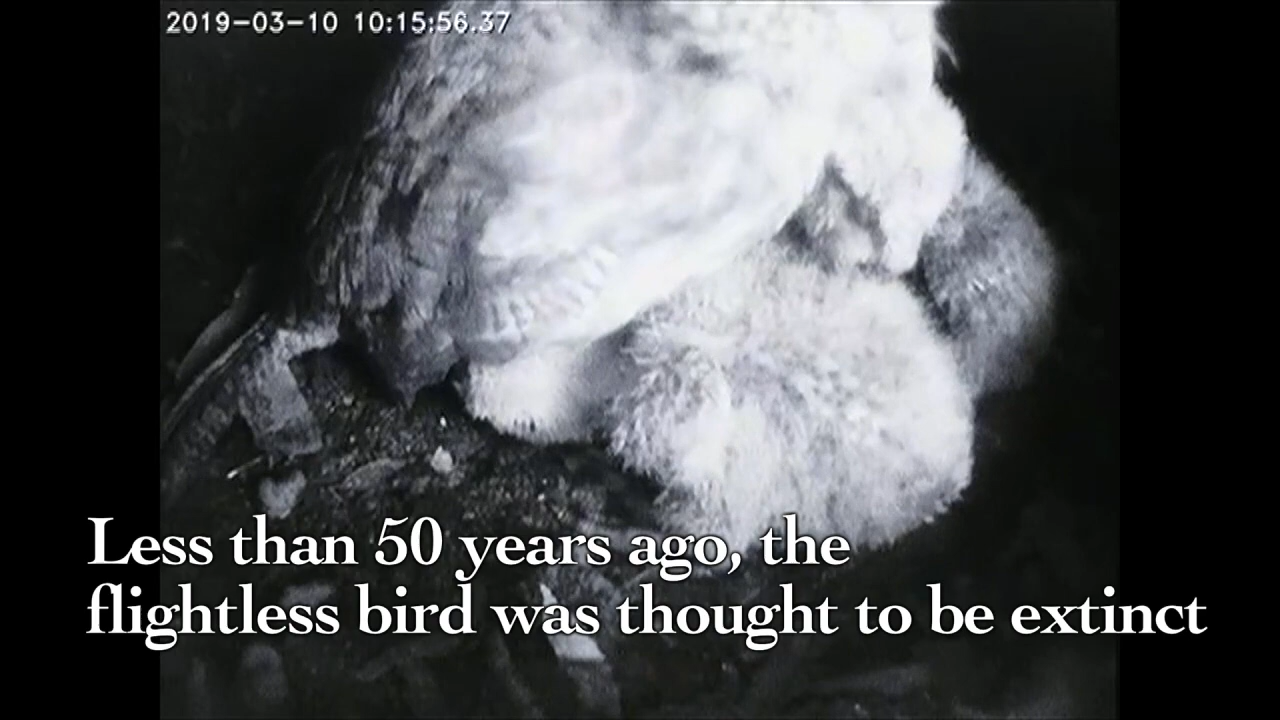 2019-03-10 10:15:56.37
Less than 50 years ago, the
flightless bird was thought to be extinct